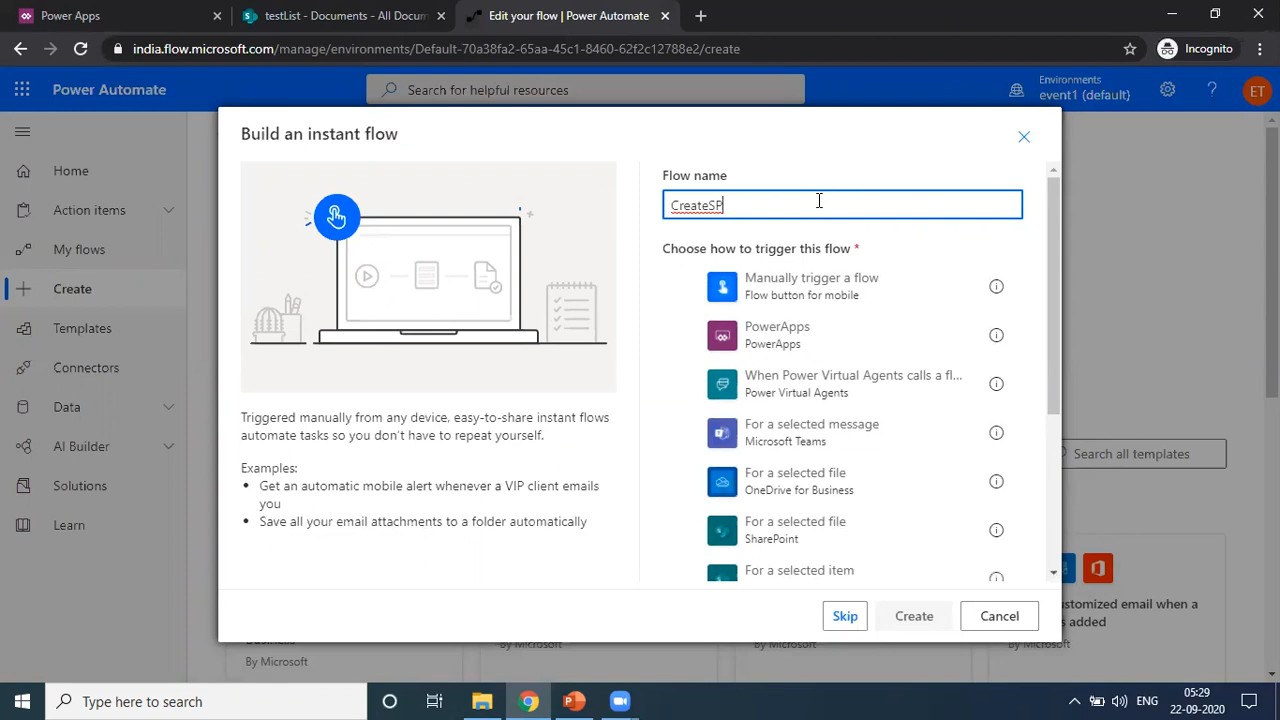 Power Apps
testList - Documents - All Docum
Edit your flow | Power Automate
india.flow.microsoft.com/manage/environments/Default-70a38fa2-65aa-45c1-8460-62f2c12788e2/create
Incognito
Power Automate
Search for helpful resources
Environments
event1 (default)
ET
Home
Action items
My flows
Create
Templates
Connectors
Data
AI Builder
Solutions
Learn
Build an instant flow
Triggered manually from any device, easy-to-share instant flows
automate tasks so you don't have to repeat yourself.
Examples:
Get an automatic mobile alert whenever a VIP client emails
you
Save all your email attachments to a folder automatically
Flow name
CreateSP
Choose how to trigger this flow *
Manually trigger a flow
Flow button for mobile
PowerApps
PowerApps
When Power Virtual Agents calls a fl...
Power Virtual Agents
For a selected message
Microsoft Teams
For a selected file
OneDrive for Business
For a selected file
SharePoint
For a selected item
Skip
Create
Cancel
Search all templates
ustomized email when a
s added
By Microsoft
By Microsoft
By Microsoft
By Microsoft
Type here to search
ENG
05:29
22-09-2020